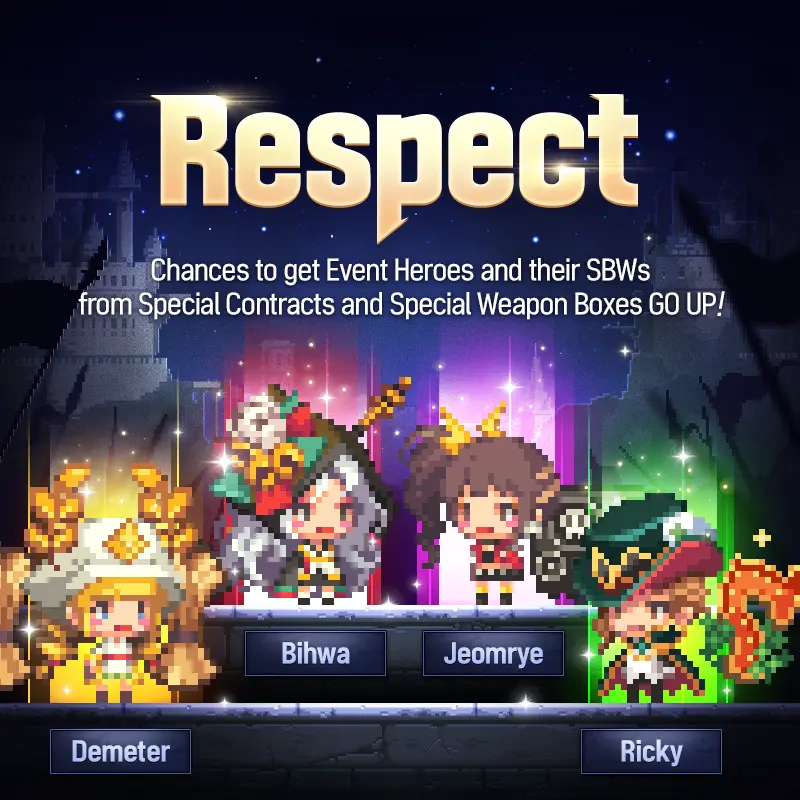 Respect
Chances to get Event Heroes and their SBWs
from Special Contracts and Special Weapon Boxes GO UP!
Bihwa
Jeomrye
Demeter
Ricky